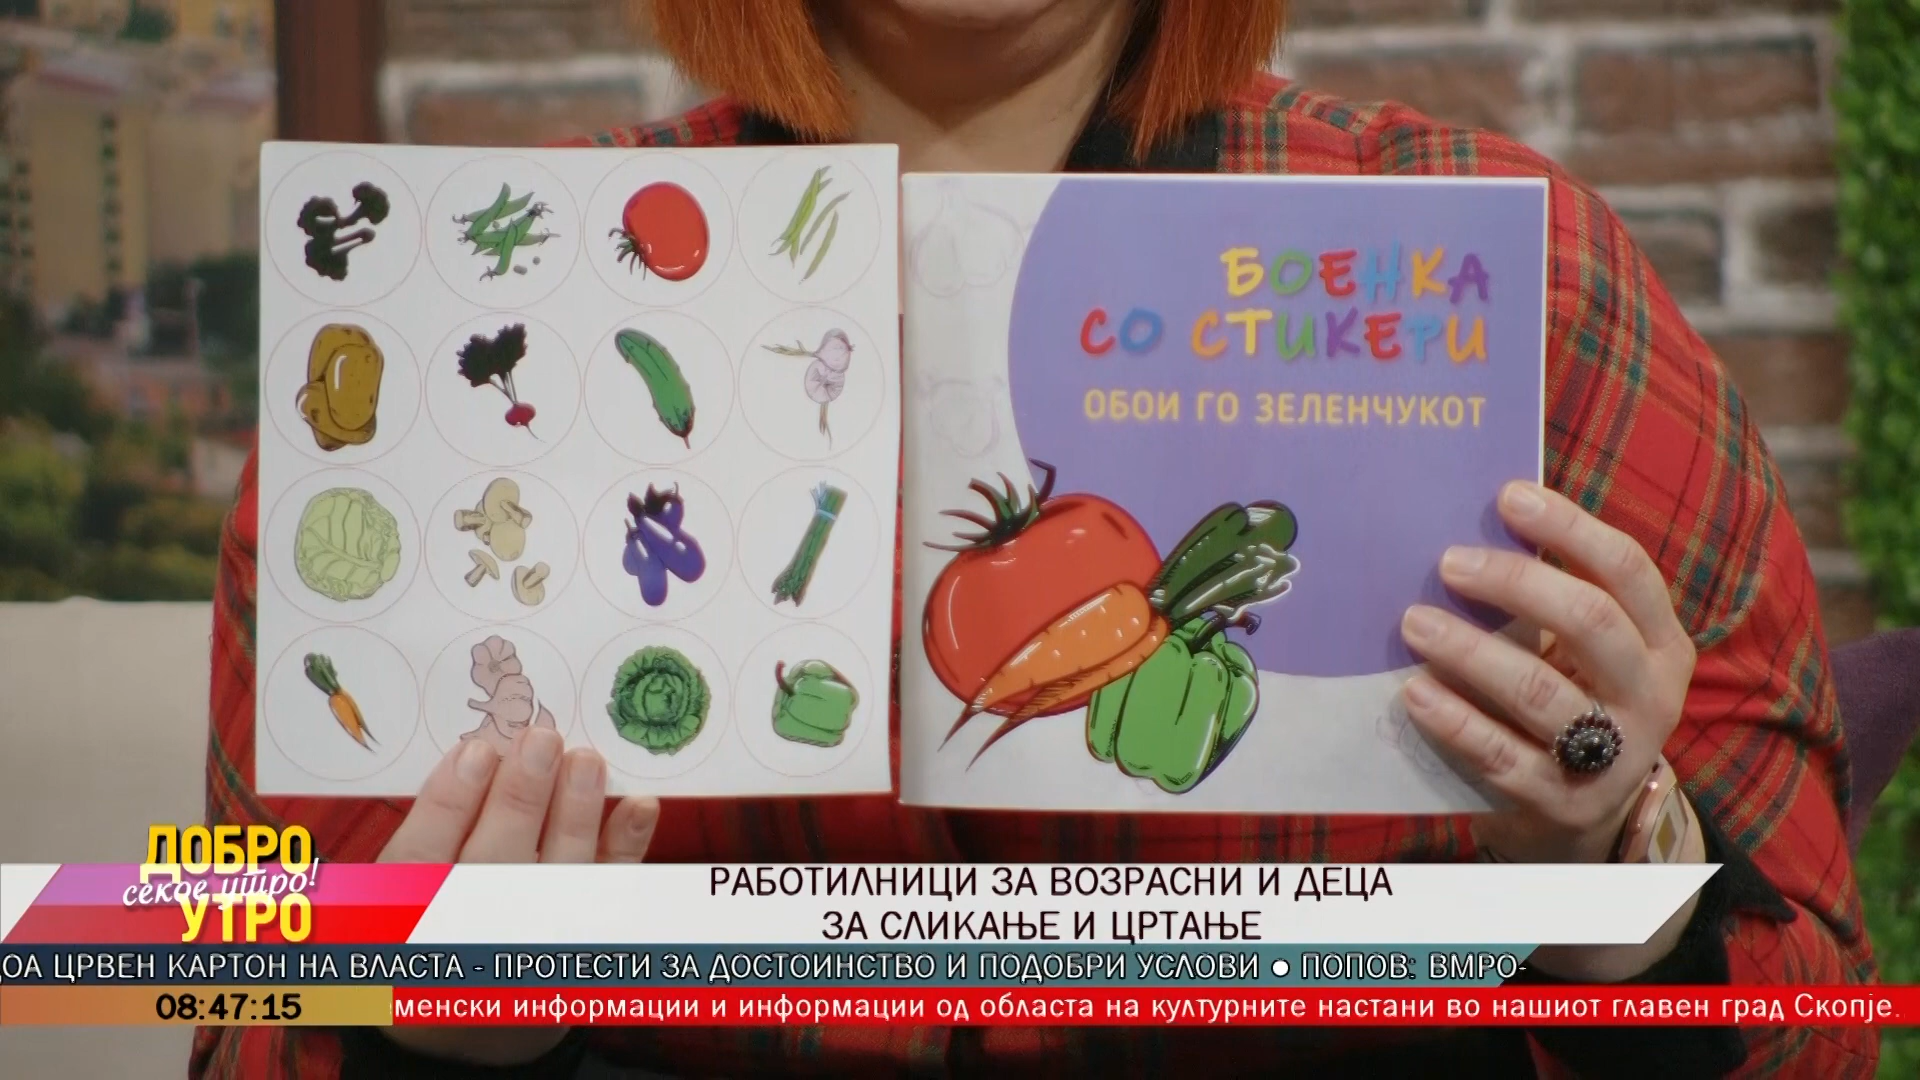 БОЕНКА
СО СТИКЕРИ
ОБОИ ГО ЗЕЛЕНЧУКОТ
ДОБРО
секое утро!
УТРО
РАБОТИЛНИЦИ ЗА ВОЗРАСНИ И ДЕЦА
ЗА СЛИКАЊЕ И ЦРТАЊЕ
ЦРВЕН КАРТОН НА ВЛАСТА - ПРОТЕСТИ ЗА ДОСТОИНСТВО И ПОДОБРИ УСЛОВИ ● ПОПОВ: ВМРО-
08:47:15
менски информации и информации од областа на културните настани во нашиот главен град Скопје.